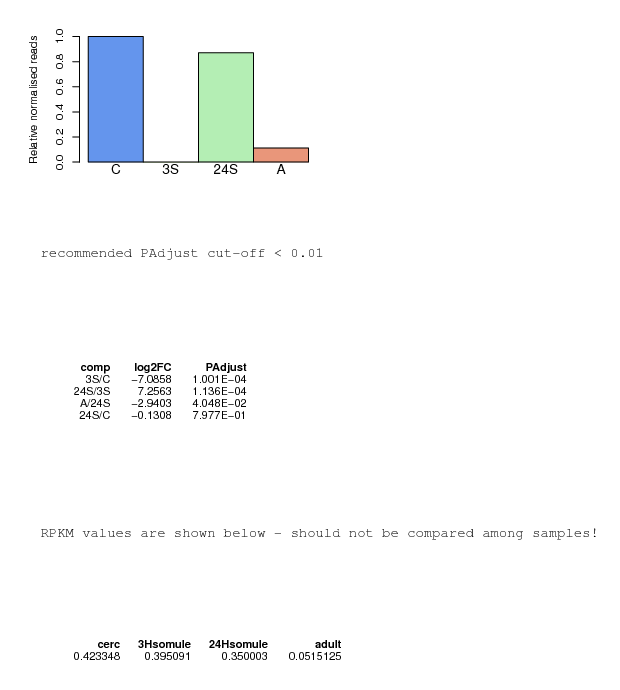 Relative normalised reads
1.0
0.8
0.6
0.4
0.2
0.0
C 3S 24S A
recommended PAdjust cut-off < 0.01
comp log2FC PAdjust
3S/C −7.0858 1.001E−04
24S/3S 7.2563 1.136E−04
A/24S −2.9403 4.048E−02
24S/C −0.1308 7.977E−01
RPKM values are shown below - should not be compared among samples!
cerc 3Hsomule 24Hsomule adult
0.423348 0.395091 0.350003 0.0515125